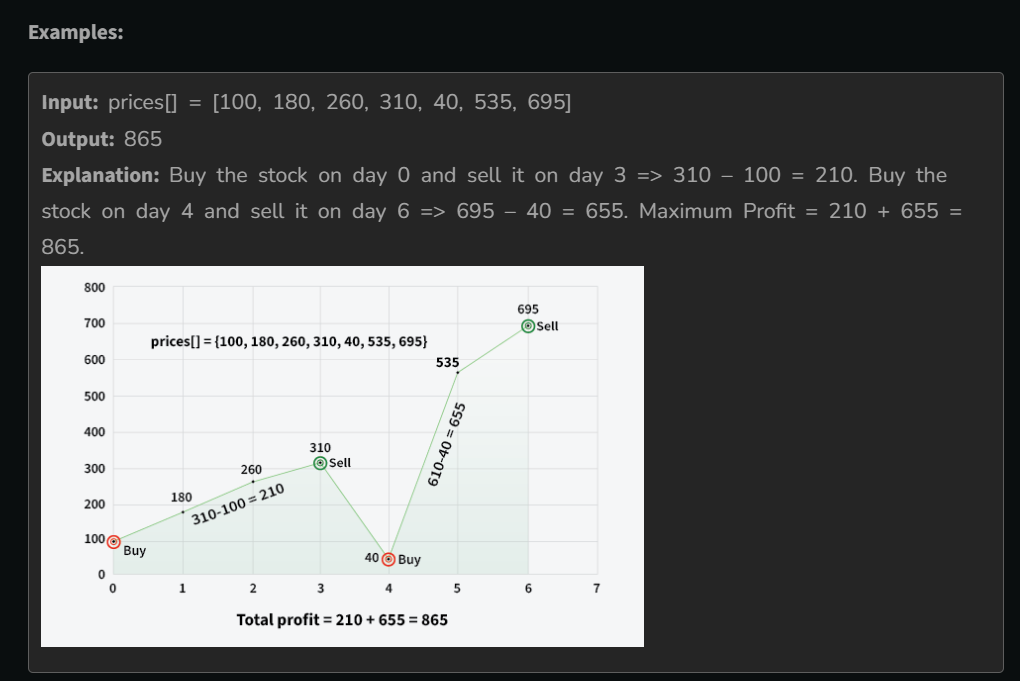 Examples:
Input: prices[] = [100, 180, 260, 310, 40, 535, 695]
Output: 865
Explanation: Buy the stock on day 0 and sell it on day 3 => 310 – 100 = 210. Buy the
stock on day 4 and sell it on day 6 => 695 – 40 = 655. Maximum Profit = 210 + 655 =
865.
800
695
700
Sell
prices[] = {100, 180, 260, 310, 40, 535, 695}
600
535
500
610-40 = 655
400
310
300
Sell
260
200
180
310-100 = 210
100
Buy
40
Buy
0
0 1 2 3 4 5 6 7
Total profit = 210 + 655 = 865